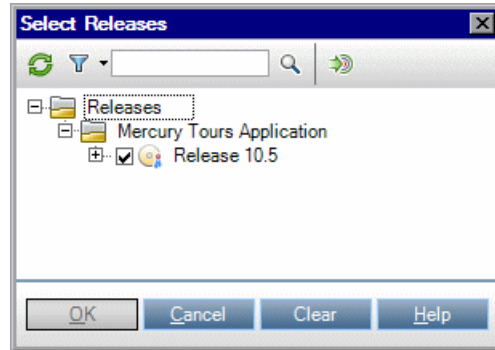 Select Releases
Releases
Mercury Tours Application
Release 10.5
OK Cancel Clear Help